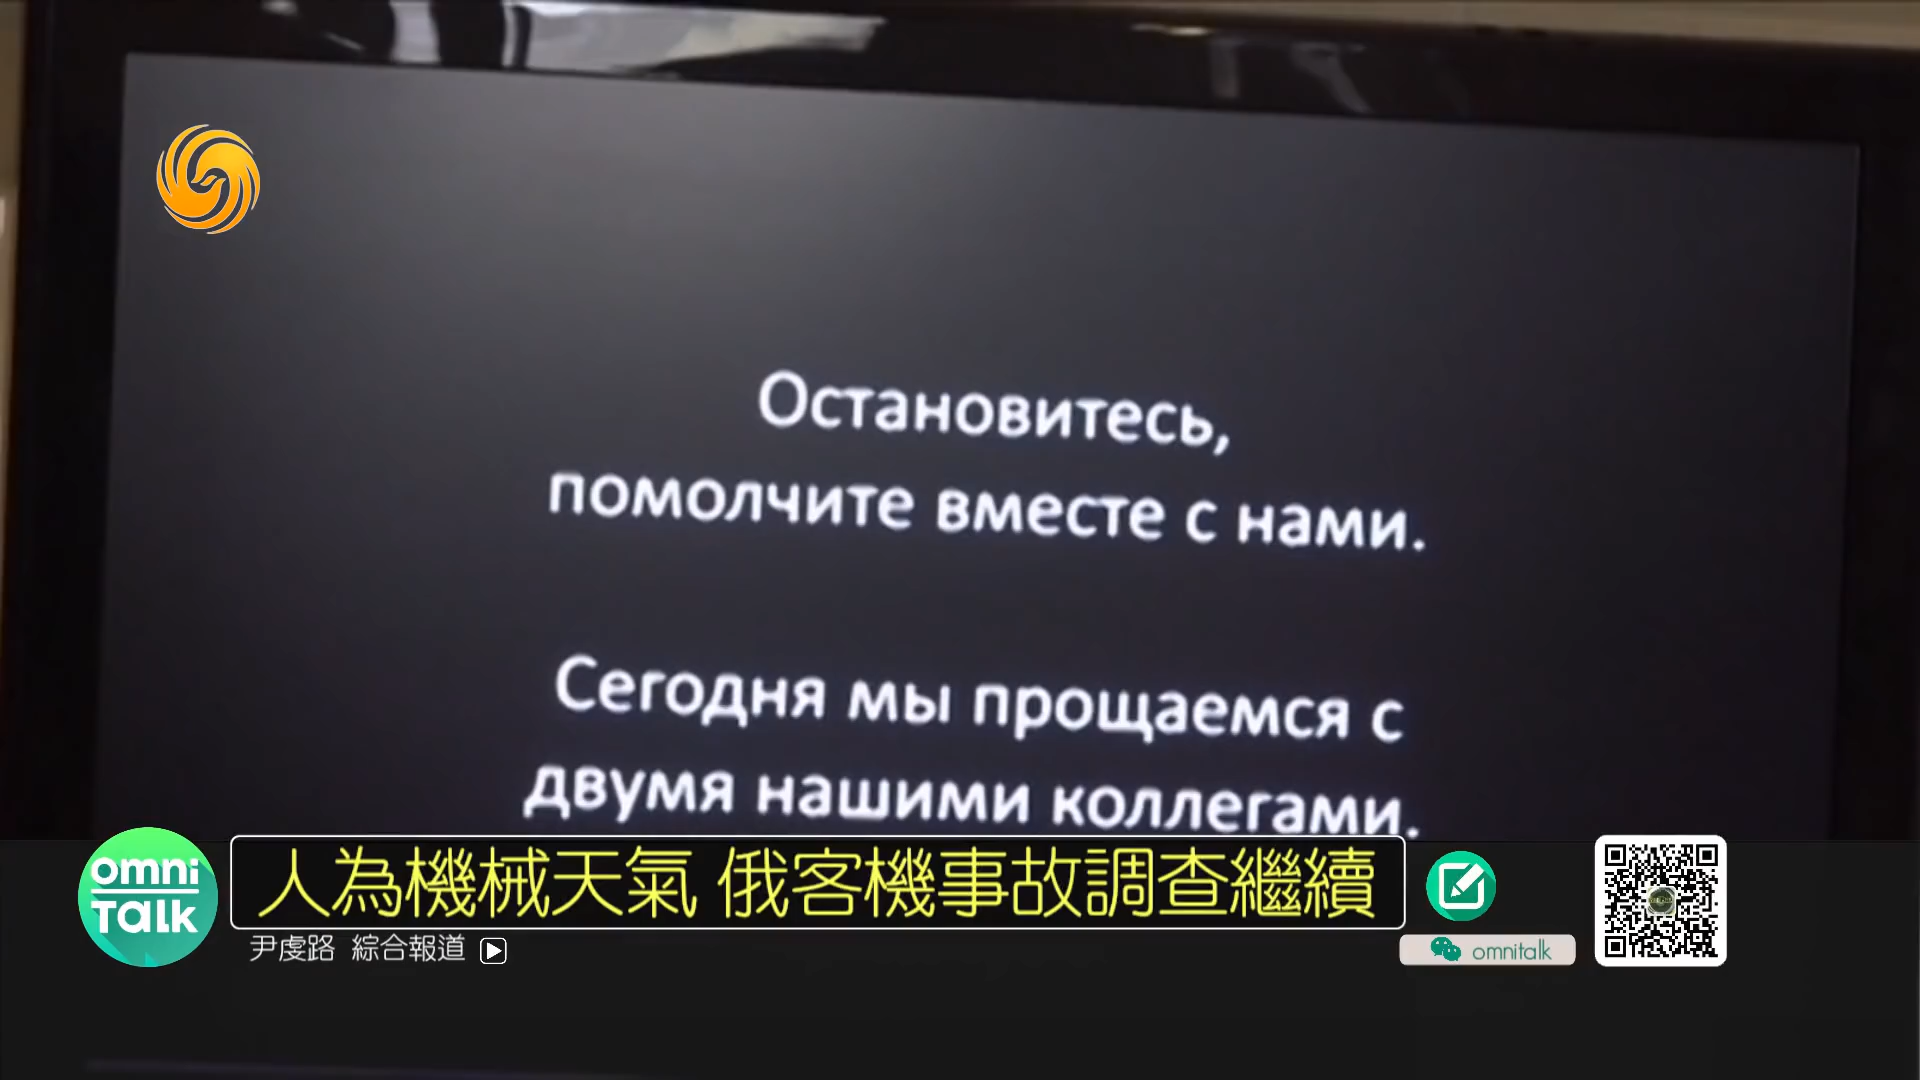 Остановитесь,
помолчите вместе с нами.
Сегодня мы прощаемся с
двумя нашими коллегами.
omni
Talk
人為機械天氣 俄客機事故調查繼續
尹虔路 綜合報道
omnitalk